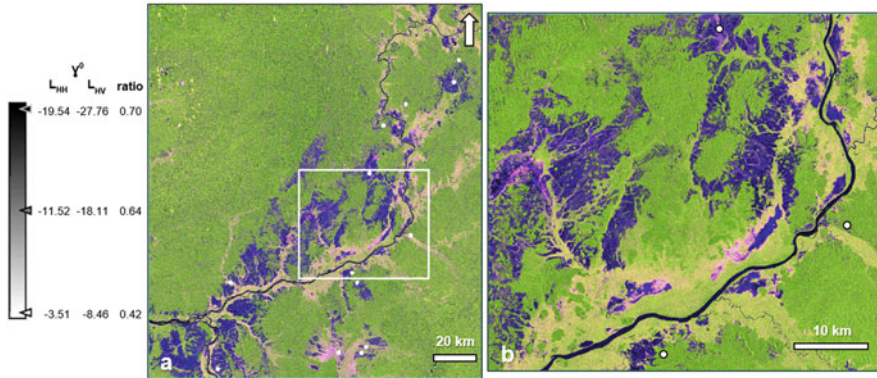 γ⁰
L_HH L_HV ratio
-19.54 -27.76 0.70
-11.52 -18.11 0.64
-3.51 -8.46 0.42
a
20 km
b
10 km